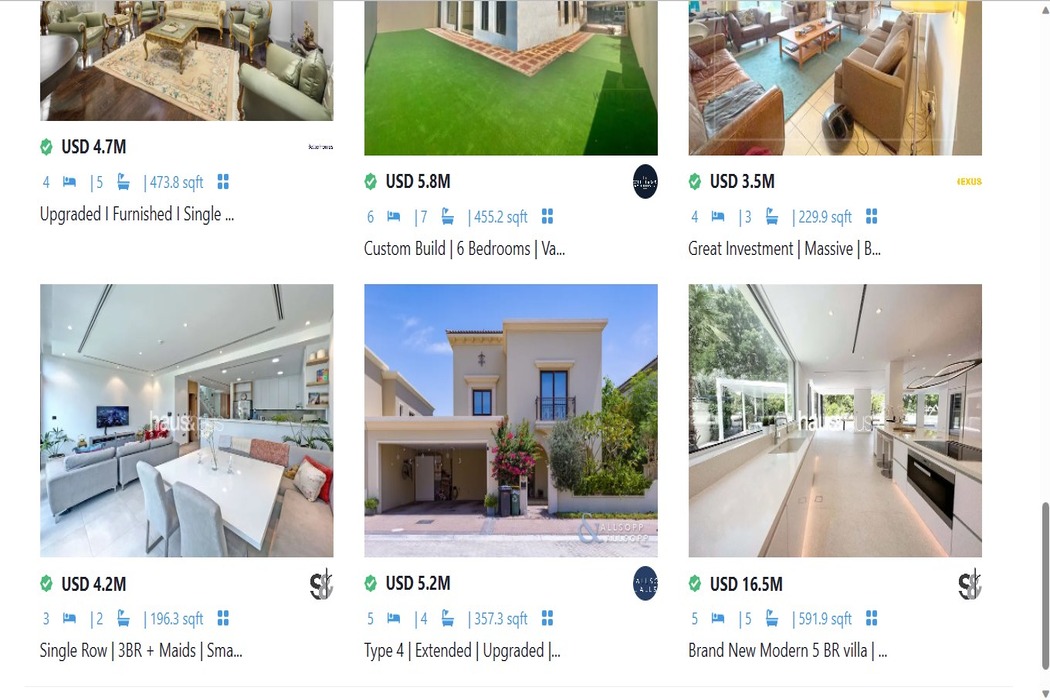 USD 4.7M
4 | 5 | 473.8 sqft
Upgraded I Furnished I Single ...
USD 5.8M
6 | 7 | 455.2 sqft
Custom Build | 6 Bedrooms | Va...
USD 3.5M
4 | 3 | 229.9 sqft
Great Investment | Massive | B...
haus&haus
USD 4.2M
3 | 2 | 196.3 sqft
Single Row | 3BR + Maids | Sma...
ALLSOPP
& ALLSOPP
USD 5.2M
5 | 4 | 357.3 sqft
Type 4 | Extended | Upgraded |...
haus&haus
USD 16.5M
5 | 5 | 591.9 sqft
Brand New Modern 5 BR villa | ...